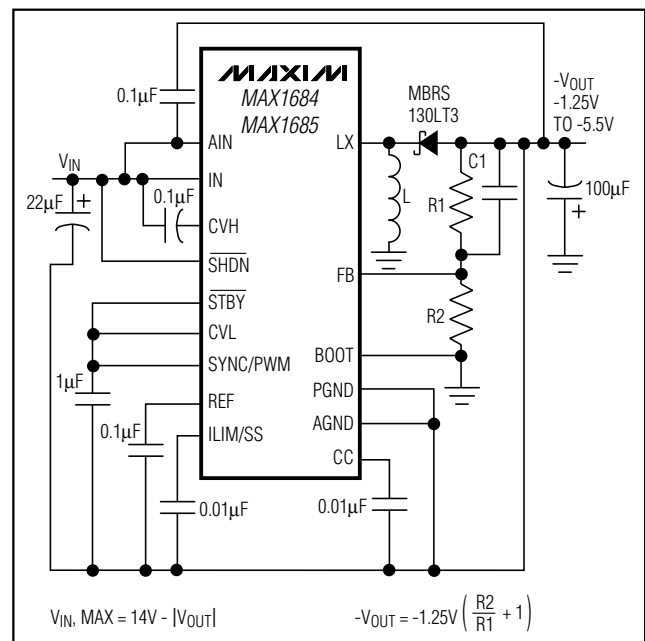 MAXIM
MAX1684
MAX1685
MBRS
130LT3
-VOUT
-1.25V
TO -5.5V
0.1µF
AIN
LX
C1
VIN
IN
L
R1
100µF
22µF
+
0.1µF
CVH
+
SHDN
FB
STBY
R2
CVL
SYNC/PWM
BOOT
1µF
PGND
REF
0.1µF
AGND
ILIM/SS
CC
0.01µF
0.01µF
VIN, MAX = 14V - |VOUT|
-VOUT = -1.25V ( R2/R1 + 1 )